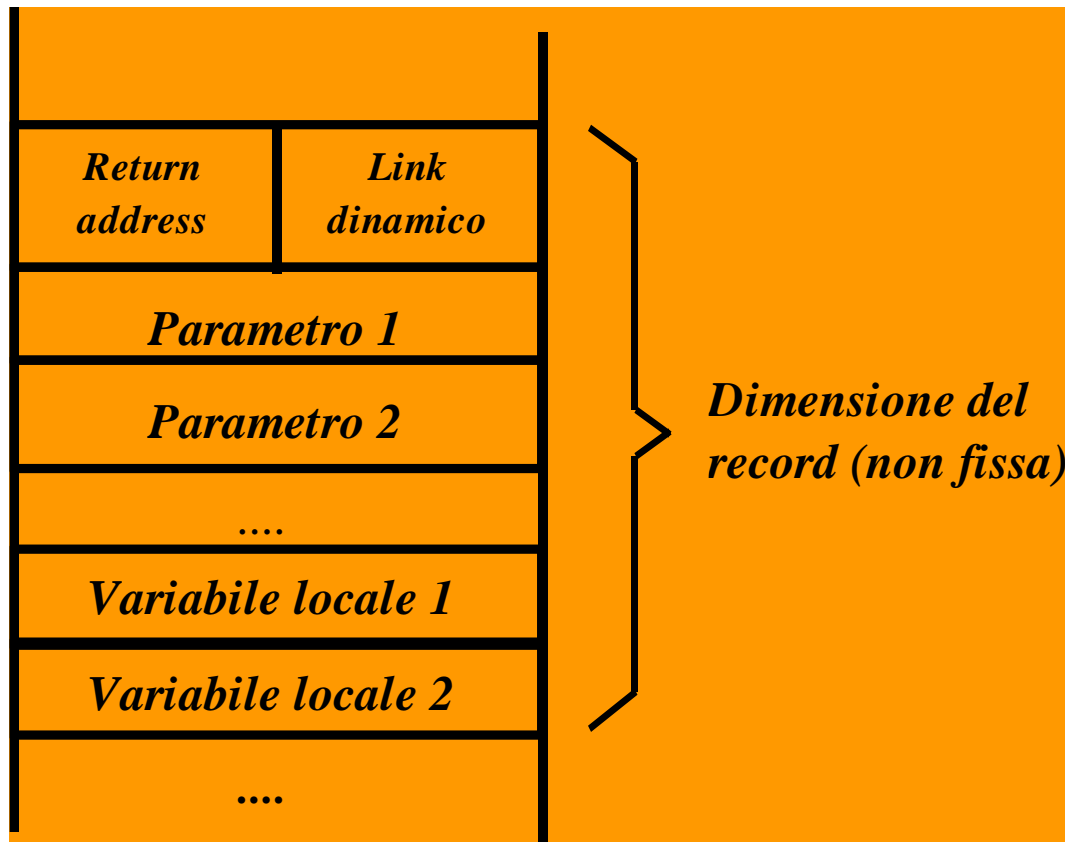 Return
address
Link
dinamico
Parametro 1
Parametro 2
....
Variabile locale 1
Variabile locale 2
....
Dimensione del
record (non fissa)